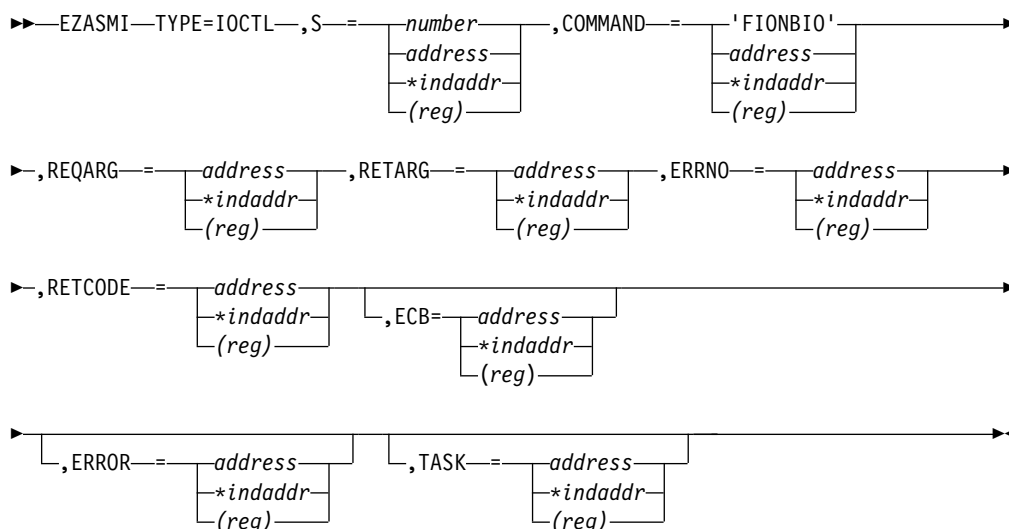 EZASMI TYPE=IOCTL ,S = number ,COMMAND= 'FIONBIO'
address address
*indaddr *indaddr
(reg) (reg)
,REQARG = address ,RETARG = address ,ERRNO = address
*indaddr *indaddr *indaddr
(reg) (reg) (reg)
,RETCODE = address ,ECB= address
*indaddr *indaddr
(reg) (reg)
,ERROR = address ,TASK = address
*indaddr *indaddr
(reg) (reg)